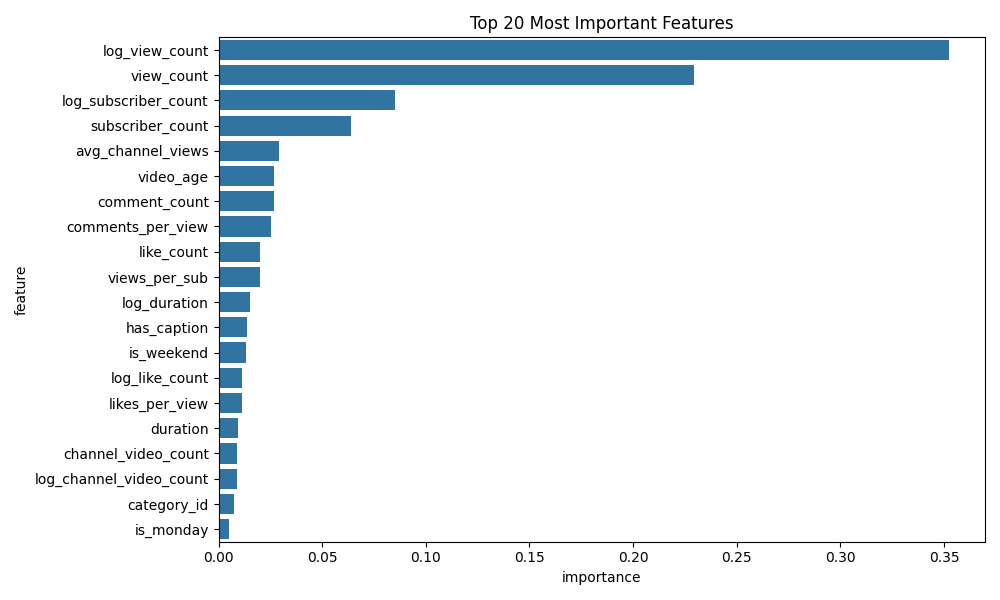 Top 20 Most Important Features
feature
log_view_count
view_count
log_subscriber_count
subscriber_count
avg_channel_views
video_age
comment_count
comments_per_view
like_count
views_per_sub
log_duration
has_caption
is_weekend
log_like_count
likes_per_view
duration
channel_video_count
log_channel_video_count
category_id
is_monday
0.00 0.05 0.10 0.15 0.20 0.25 0.30 0.35
importance